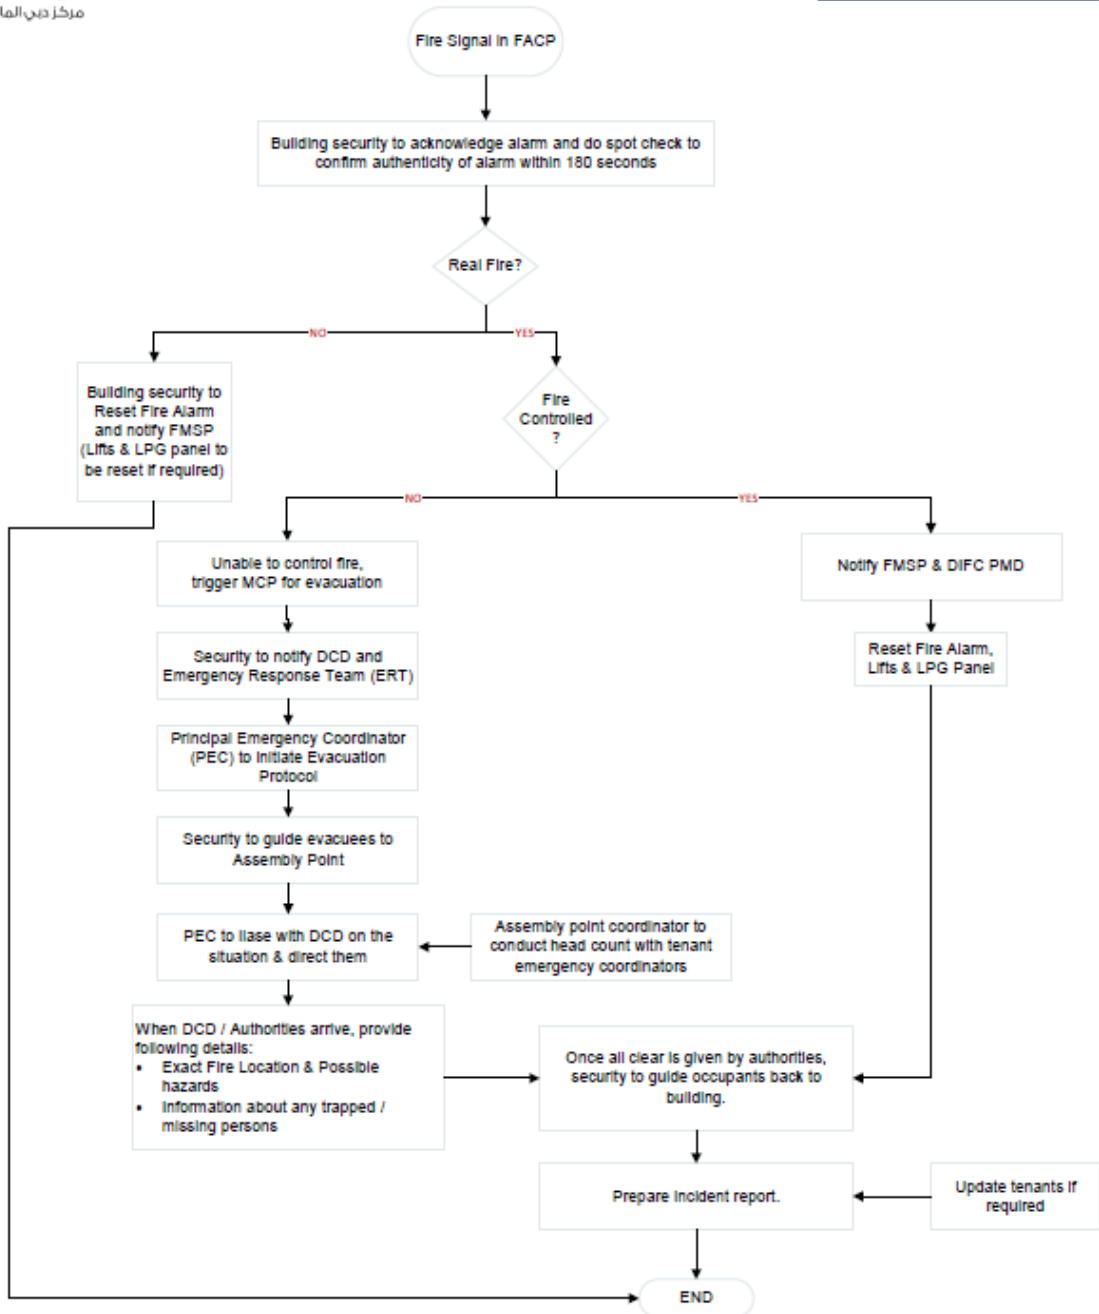 مركز دبي الما
Fire Signal in FACP
Building security to acknowledge alarm and do spot check to
confirm authenticity of alarm within 180 seconds
Real Fire?
NO
YES
Building security to
Reset Fire Alarm
and notify FMSP
(Lifts & LPG panel to
be reset if required)
Fire
Controlled
?
NO
YES
Unable to control fire,
trigger MCP for evacuation
Notify FMSP & DIFC PMD
Security to notify DCD and
Emergency Response Team (ERT)
Reset Fire Alarm,
Lifts & LPG Panel
Principal Emergency Coordinator
(PEC) to Initiate Evacuation
Protocol
Security to guide evacuees to
Assembly Point
PEC to liase with DCD on the
situation & direct them
Assembly point coordinator to
conduct head count with tenant
emergency coordinators
When DCD / Authorities arrive, provide
following details:
• Exact Fire Location & Possible
hazards
• Information about any trapped /
missing persons
Once all clear is given by authorities,
security to guide occupants back to
building.
Prepare incident report.
Update tenants if
required
END